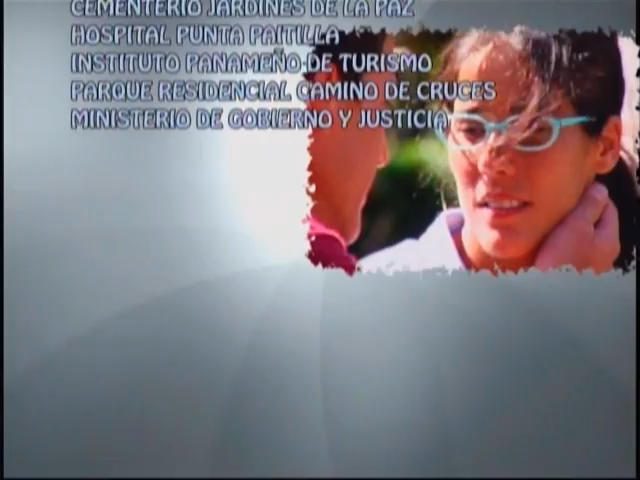 CEMENTERIO JARDINES DE LA PAZ
HOSPITAL PUNTA PAITILLA
INSTITUTO PANAMEÑO DE TURISMO
PARQUE RESIDENCIAL CAMINO DE CRUCES
MINISTERIO DE GOBIERNO Y JUSTICIA